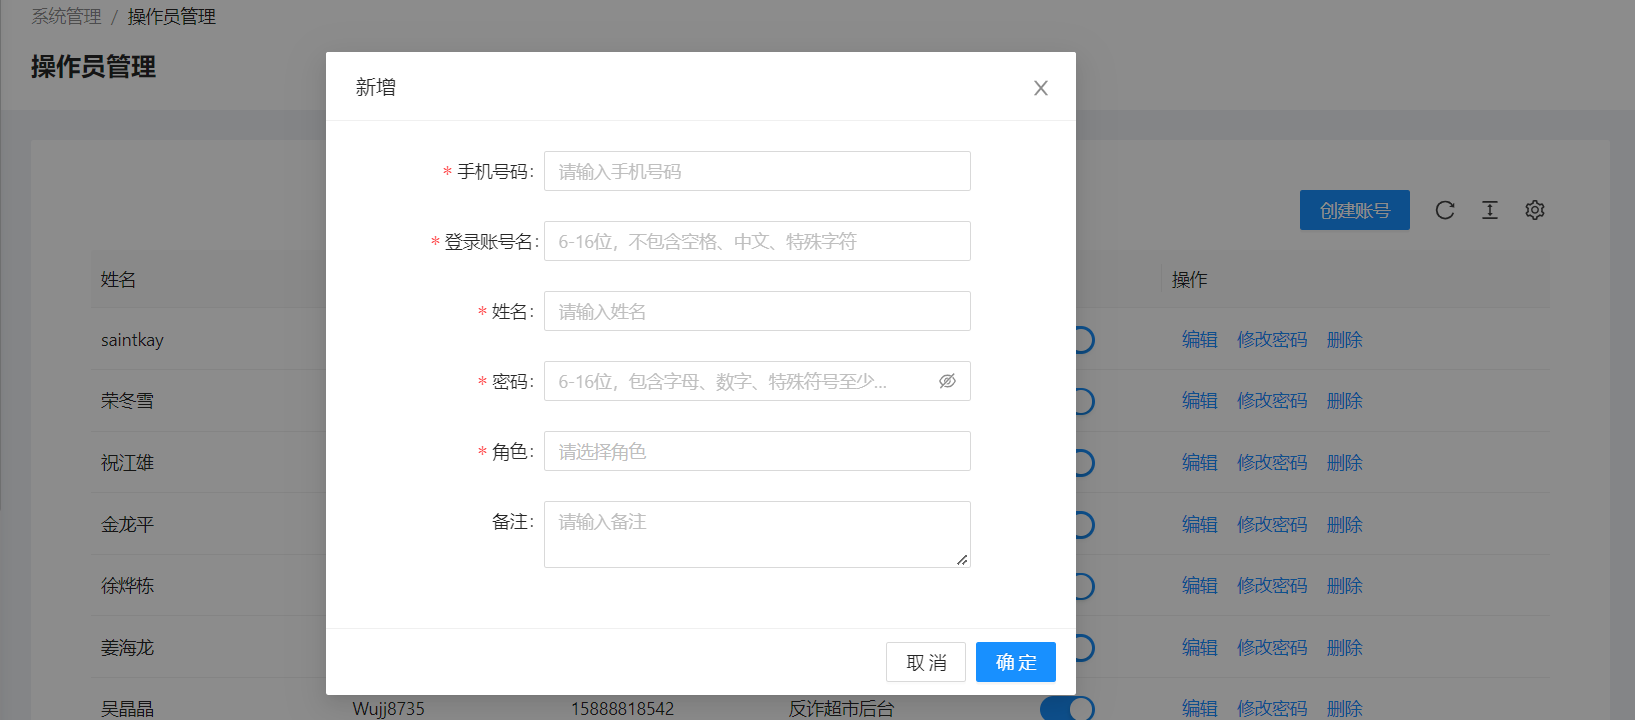 系统管理 / 操作员管理
操作员管理
新增
* 手机号码： 请输入手机号码
* 登录账号名： 6-16位，不包含空格、中文、特殊字符
* 姓名： 请输入姓名
* 密码： 6-16位，包含字母、数字、特殊符号至少...
* 角色： 请选择角色
备注： 请输入备注
取 消 确 定
创建账号
姓名 操作
saintkay 编辑 修改密码 删除
荣冬雪 编辑 修改密码 删除
祝江雄 编辑 修改密码 删除
金龙平 编辑 修改密码 删除
徐烨栋 编辑 修改密码 删除
姜海龙 编辑 修改密码 删除
吴晶晶 Wujj8735 15888818542 反诈超市后台 编辑 修改密码 删除